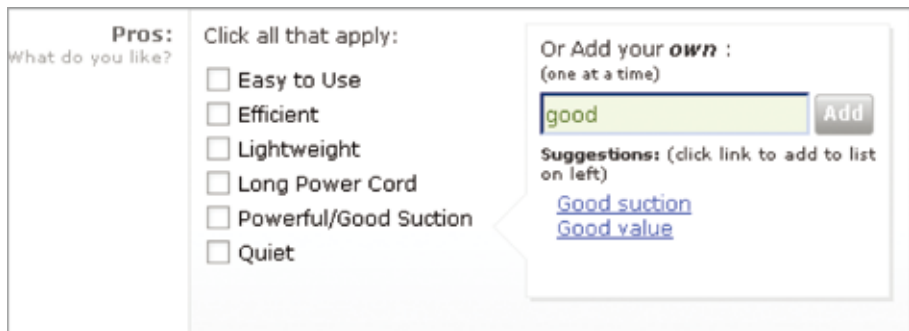 Pros:
What do you like?
Click all that apply:
Easy to Use
Efficient
Lightweight
Long Power Cord
Powerful/Good Suction
Quiet
Or Add your own :
(one at a time)
good
Add
Suggestions: (click link to add to list
on left)
Good suction
Good value